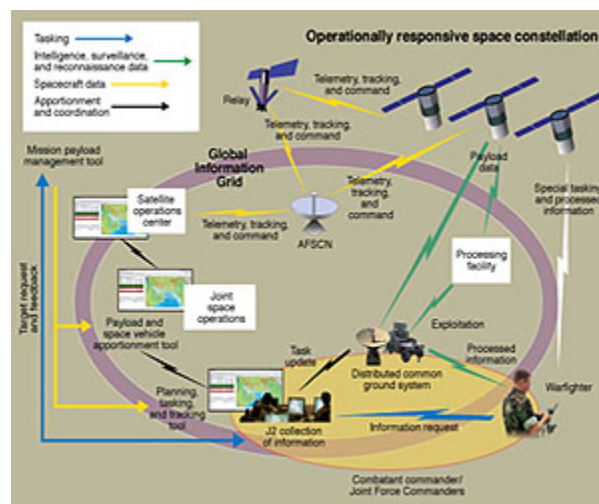 Operationally responsive space constellation
Tasking
Intelligence, surveillance,
and reconnaissance data
Spacecraft data
Apportionment
and coordination
Relay
Telemetry, tracking,
and command
Telemetry, tracking,
and command
Mission payload
management tool
Global
Information
Grid
Payload
data
Satellite
operations
center
Telemetry,
tracking,
and
command
Special tasking
and processed
information
Telemetry, tracking,
and command
AFSCN
Processing
facility
Target request
and feedback
Joint
space
operations
Payload and
space vehicle
apportionment tool
Exploitation
Task
update
Distributed common
ground system
Processed
information
Warfighter
Planning,
tasking,
and tracking
tool
J2 collection
of information
Information request
Combatant commander/
Joint Force Commanders